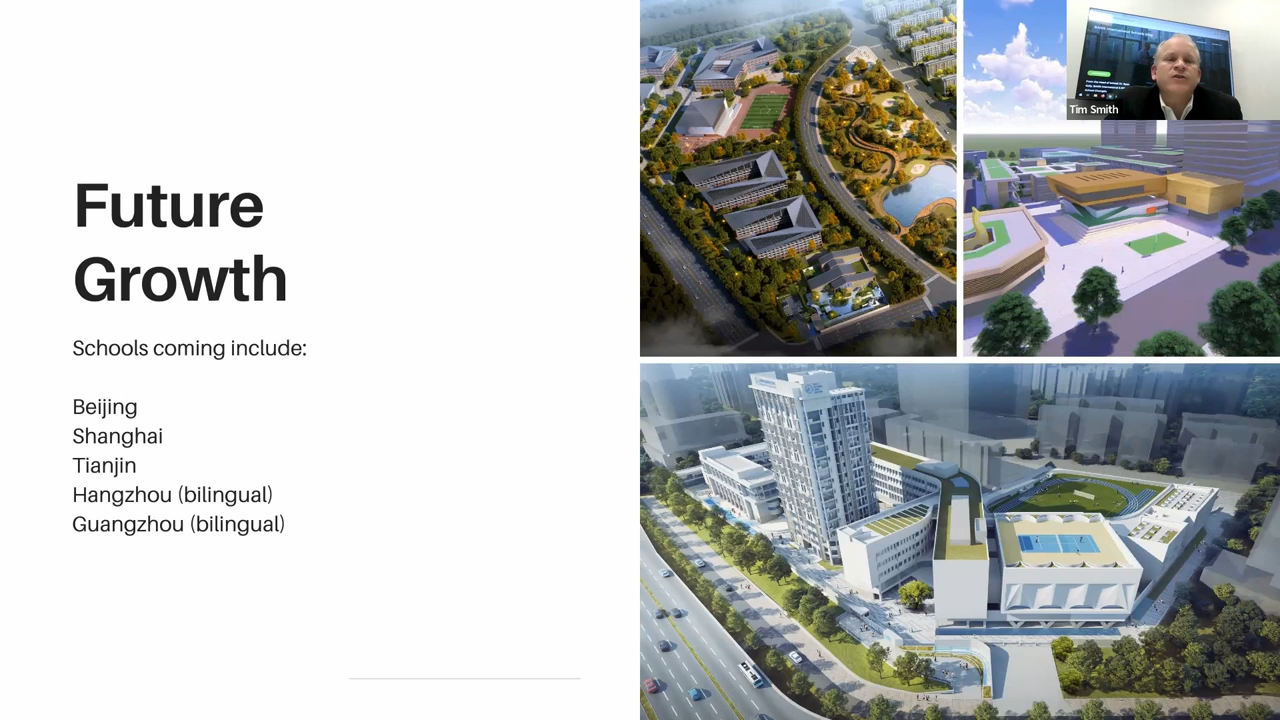 Future
Growth
Schools coming include:
Beijing
Shanghai
Tianjin
Hangzhou (bilingual)
Guangzhou (bilingual)
Tim Smith